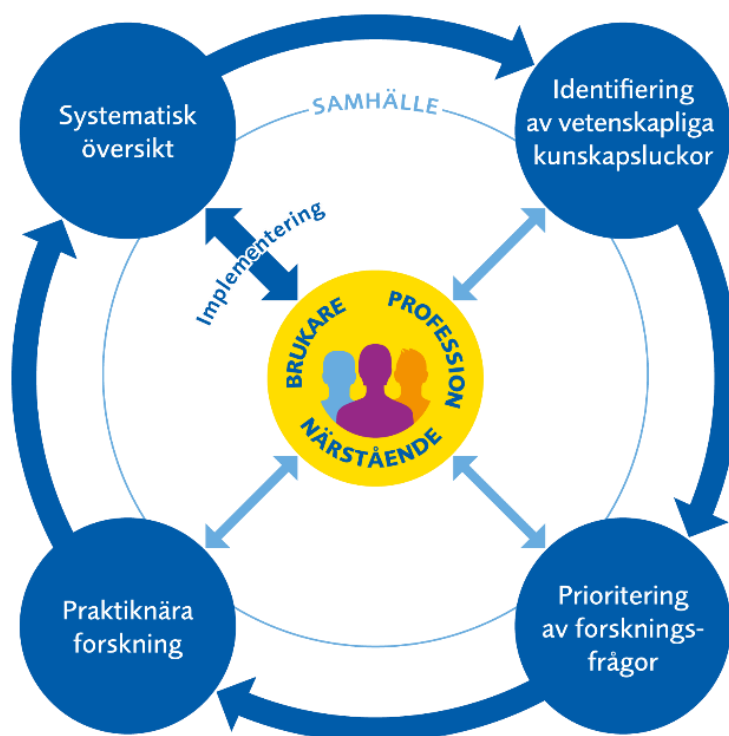 SAMHÄLLE
Systematisk
översikt
Identifiering
av vetenskapliga
kunskapsluckor
Implementering
BRUKARE
PROFESSION
NÄRSTÅENDE
Praktiknära
forskning
Prioritering
av forsknings-
frågor